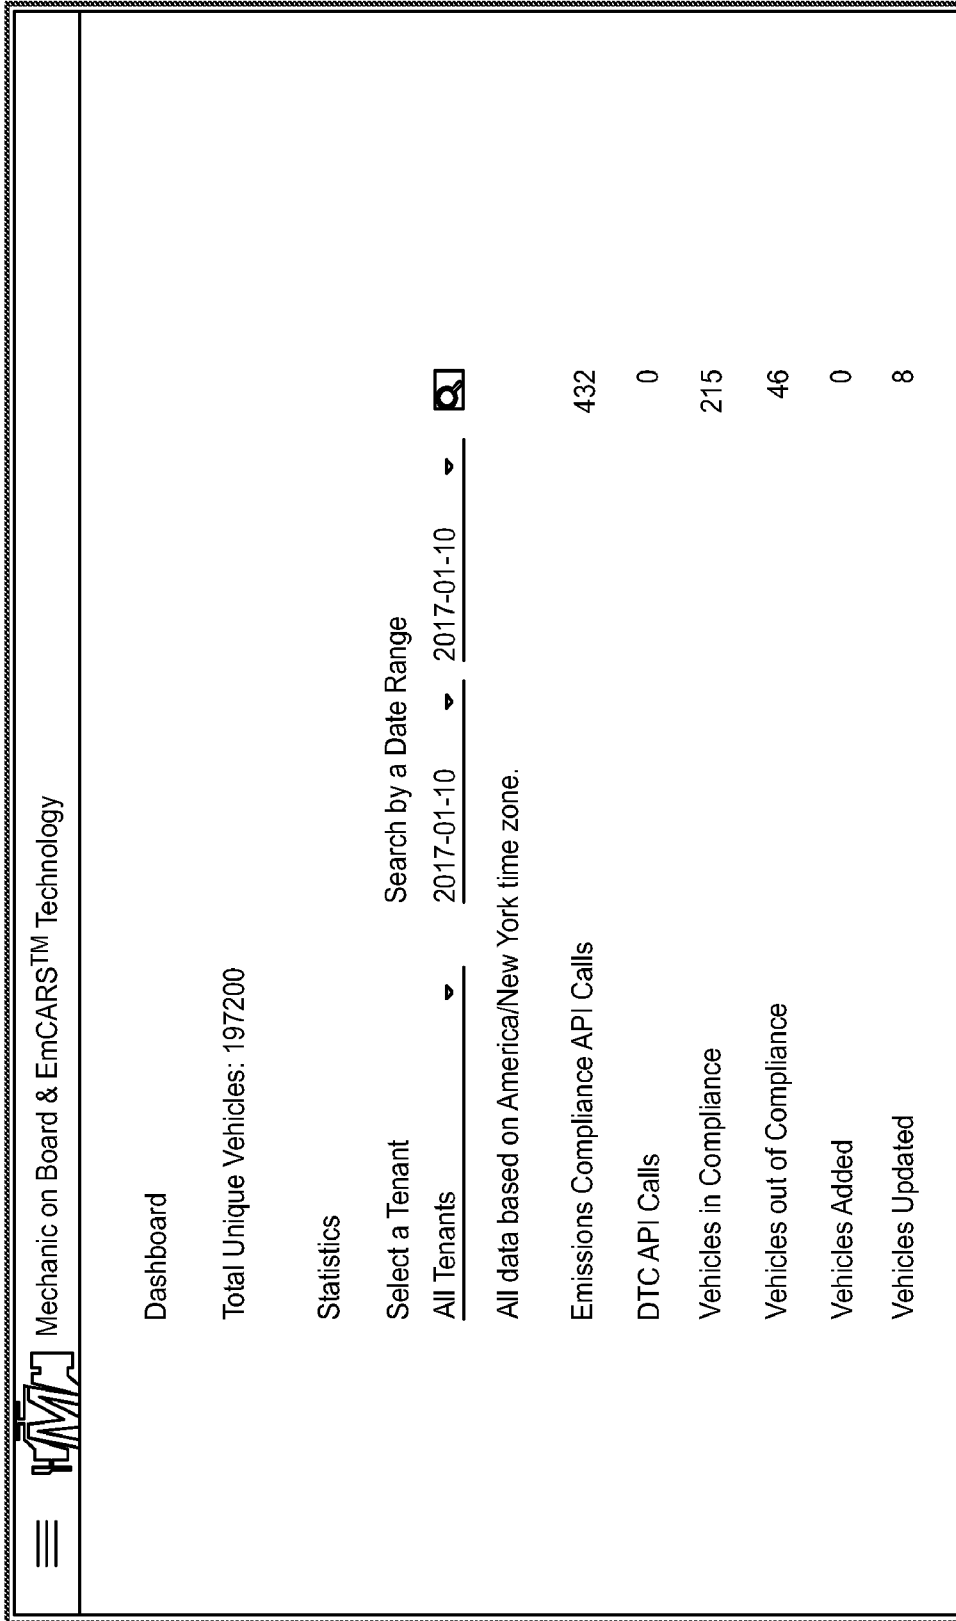 Mechanic on Board & EmCARS™ Technology
Dashboard
Total Unique Vehicles: 197200
Statistics
Select a Tenant Search by a Date Range
All Tenants 2017-01-10 2017-01-10
All data based on America/New York time zone.
Emissions Compliance API Calls 432
DTC API Calls 0
Vehicles in Compliance 215
Vehicles out of Compliance 46
Vehicles Added 0
Vehicles Updated 8